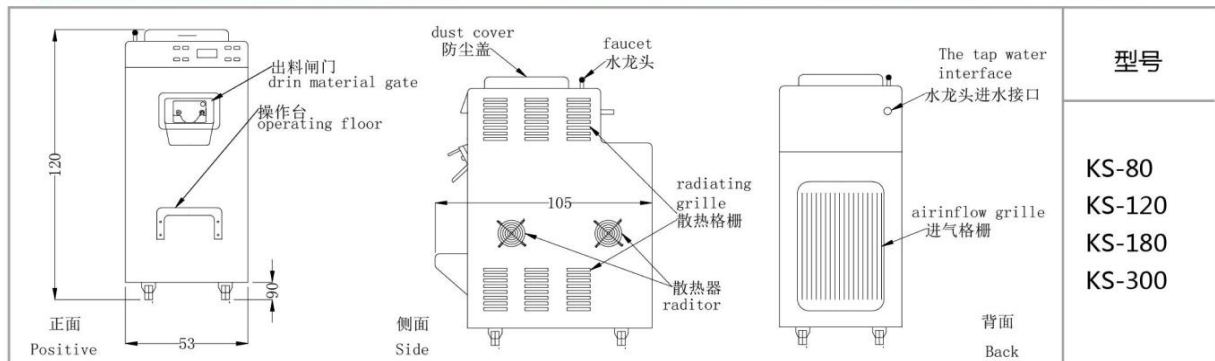 120
出料闸门
drin material gate
操作台
operating floor
90
正面
Positive
53
dust cover
防尘盖
faucet
水龙头
105
radiating
grille
散热格栅
散热器
raditor
侧面
Side
The tap water
interface
水龙头进水接口
airinflow grille
进气格栅
背面
Back
型号
KS-80
KS-120
KS-180
KS-300